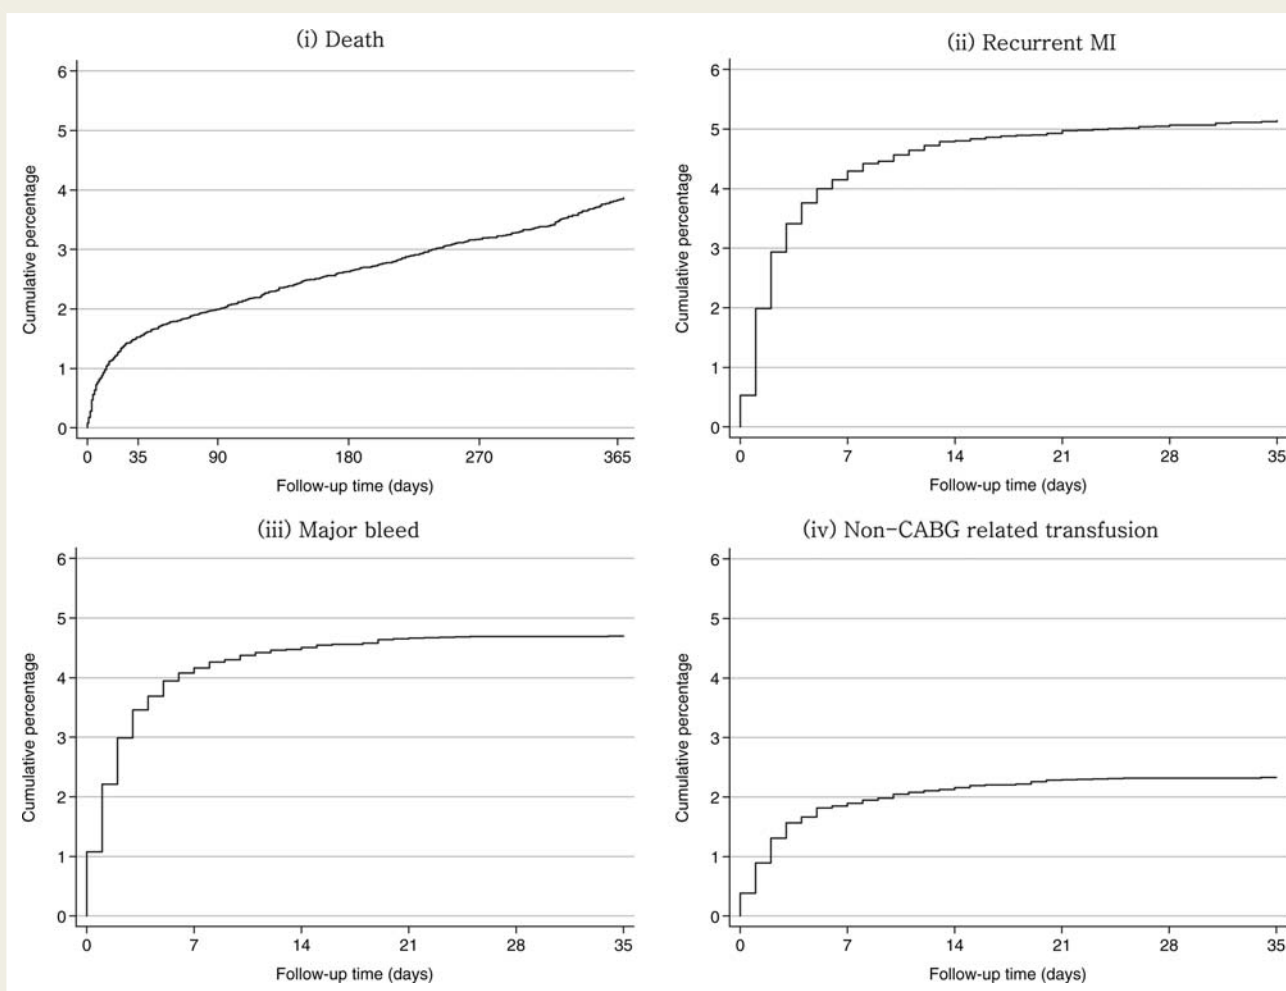 (i) Death
6
5
4
3
2
1
0
Cumulative percentage
0 35 90 180 270 365
Follow-up time (days)
(ii) Recurrent MI
6
5
4
3
2
1
0
Cumulative percentage
0 7 14 21 28 35
Follow-up time (days)
(iii) Major bleed
6
5
4
3
2
1
0
Cumulative percentage
0 7 14 21 28 35
Follow-up time (days)
(iv) Non-CABG related transfusion
6
5
4
3
2
1
0
Cumulative percentage
0 7 14 21 28 35
Follow-up time (days)